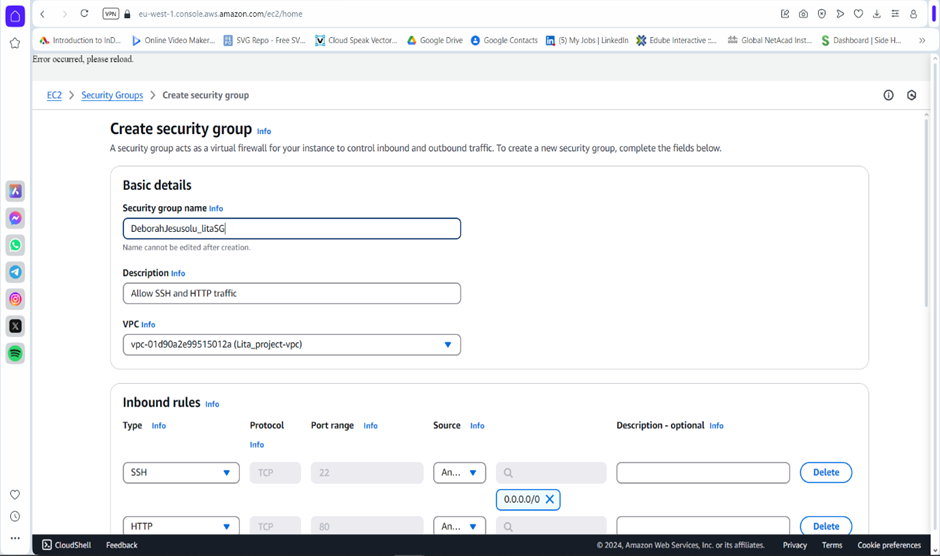 VPN eu-west-1.console.aws.amazon.com/ec2/home
Introduction to InD... Online Video Maker... SVG Repo - Free SV... Cloud Speak Vector... Google Drive Google Contacts (5) My Jobs | LinkedIn Edube Interactive ::... Global NetAcad Inst... Dashboard | Side H...
Error occurred, please reload.
EC2 > Security Groups > Create security group
Create security group Info
A security group acts as a virtual firewall for your instance to control inbound and outbound traffic. To create a new security group, complete the fields below.
Basic details
Security group name Info
DeborahJesusolu_litaSG
Name cannot be edited after creation.
Description Info
Allow SSH and HTTP traffic
VPC Info
vpc-01d90a2e99515012a (Lita_project-vpc)
Inbound rules Info
Type Info Protocol Port range Info Source Info Description - optional Info
Info
SSH TCP 22 An... Delete
0.0.0.0/0
HTTP TCP 80 An... Delete
CloudShell Feedback © 2024, Amazon Web Services, Inc. or its affiliates. Privacy Terms Cookie preferences